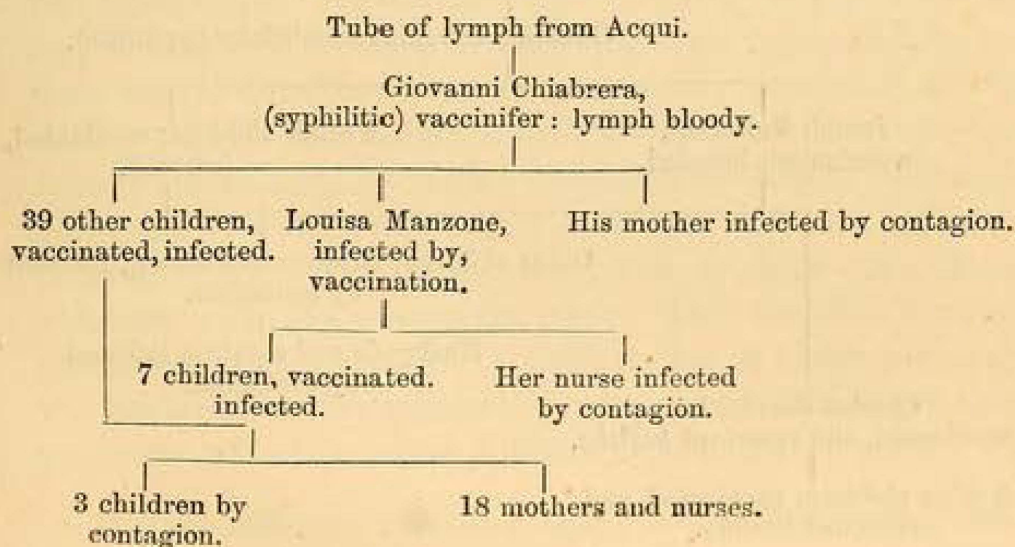 Tube of lymph from Acqui.
Giovanni Chiabrera,
(syphilitic) vaccinifer : lymph bloody.
39 other children,
vaccinated, infected.
Louisa Manzone,
infected by,
vaccination.
His mother infected by contagion.
7 children, vaccinated.
infected.
Her nurse infected
by contagion.
3 children by
contagion.
18 mothers and nurses.